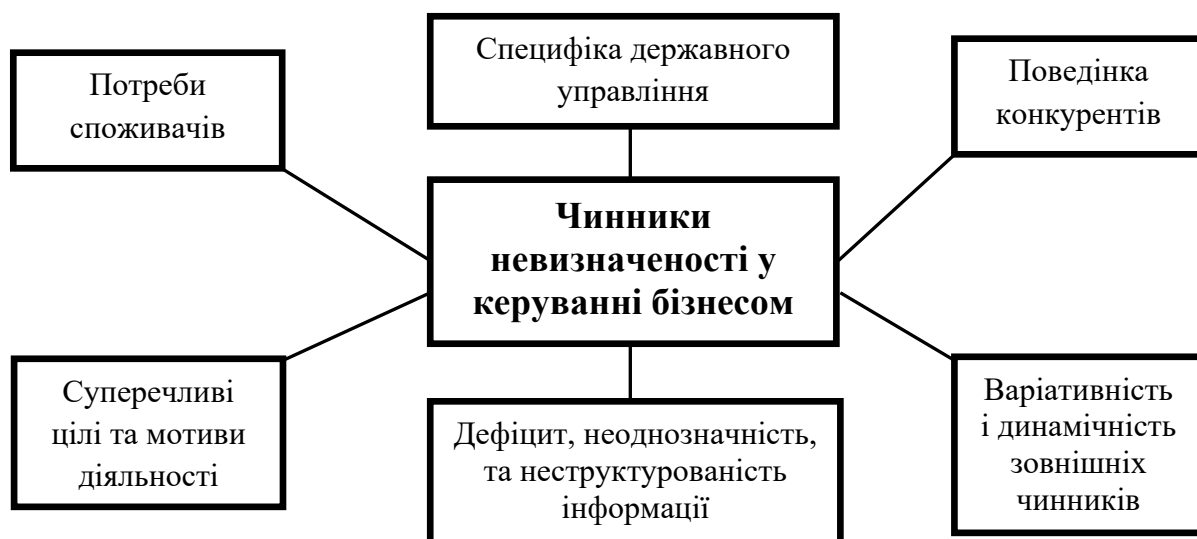 Потреби
споживачів
Специфіка державного
управління
Поведінка
конкурентів
Чинники
невизначеності у
керуванні бізнесом
Суперечливі
цілі та мотиви
діяльності
Дефіцит, неоднозначність,
та неструктурованість
інформації
Варіативність
і динамічність
зовнішніх
чинників